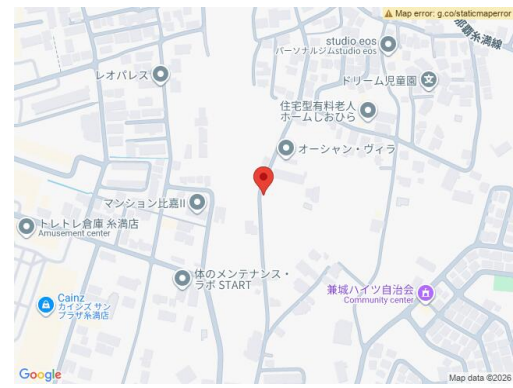 Map error: g.co/staticmaperror
那覇糸満線
studio eos
パーソナルジムstudio eos
レオパレス
ドリーム児童園
住宅型有料老人
ホームしおひら
オーシャン・ヴィラ
マンション比嘉II
トレトレ倉庫 糸満店
Amusement center
体のメンテナンス・
ラボ START
兼城ハイツ自治会
Community center
Cainz
カインズ サン
プラザ糸満店
Google
Map data ©2026